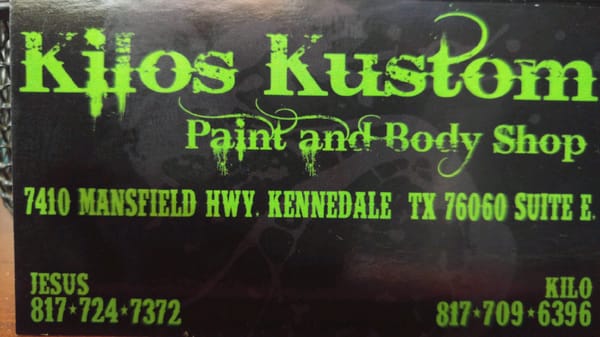 Kilos Kustom
Paint and Body Shop
7410 MANSFIELD HWY. KENNEDALE TX 76060 SUITE E.
JESUS
817★724★7372
KILO
817★709★6396